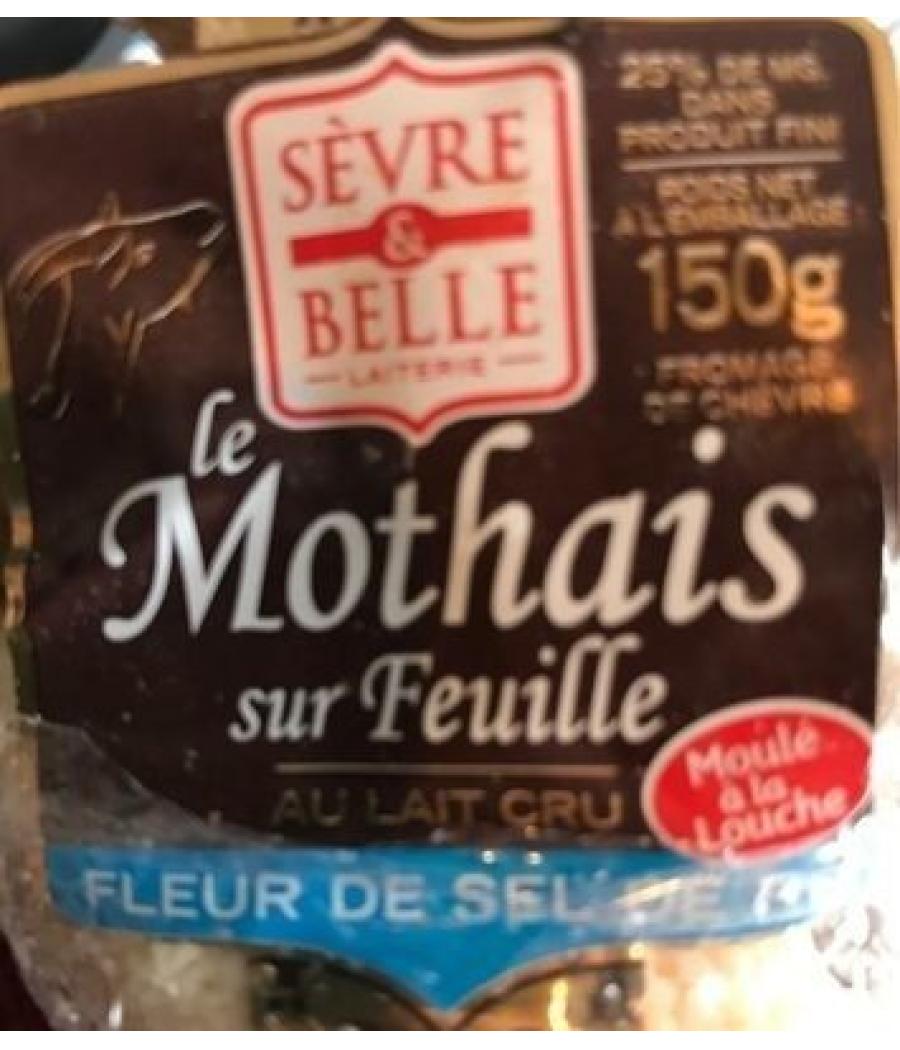 SÈVRE
&
BELLE
LAITERIE
25% DE MG.
DANS
PRODUIT FINI
POIDS NET
À L'EMBALLAGE
150g
FROMAGE
DE CHÈVRE
le
Mothais
sur Feuille
AU LAIT CRU
Moulé
à la
Louche
FLEUR DE SEL DE